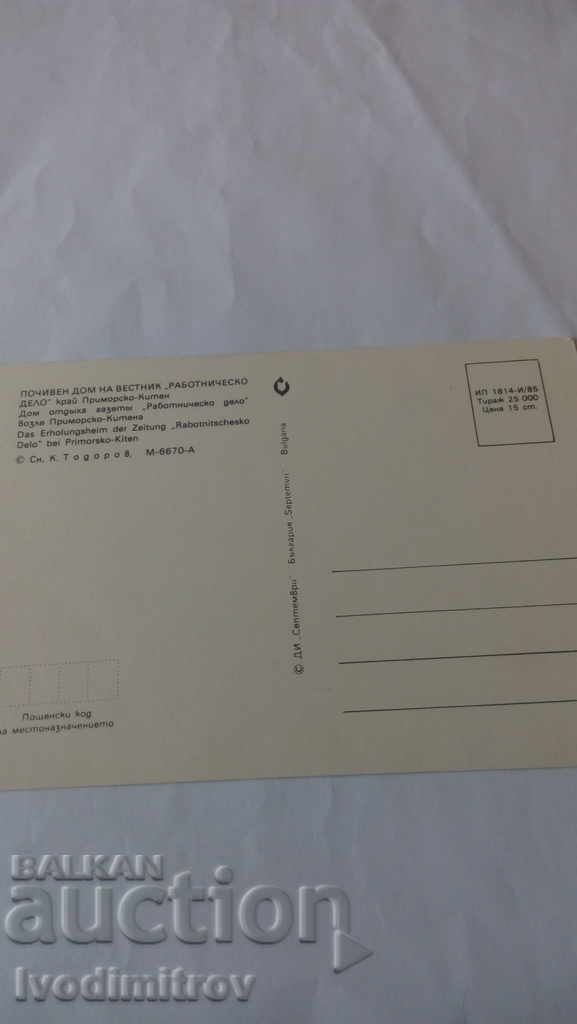 ПОЧИВЕН ДОМ НА ВЕСТНИК „РАБОТНИЧЕСКО
ДЕЛО" край Приморско-Китен
Дом отдыха газеты „Работническо дело"
возле Приморско-Китена
Das Erholungsheim der Zeitung „Rabotnitschesko
Delo" bei Primorsko-Kiten
© Сн. К. Тодоров, М-6670-А
ИП 1814-И/85
Тираж 25 000
Цена 15 ст.
© ДИ „Септември" България „Septemvri" Bulgaria
Пощенски код
на местоназначението
BALKAN
auction
Ivodimitrov